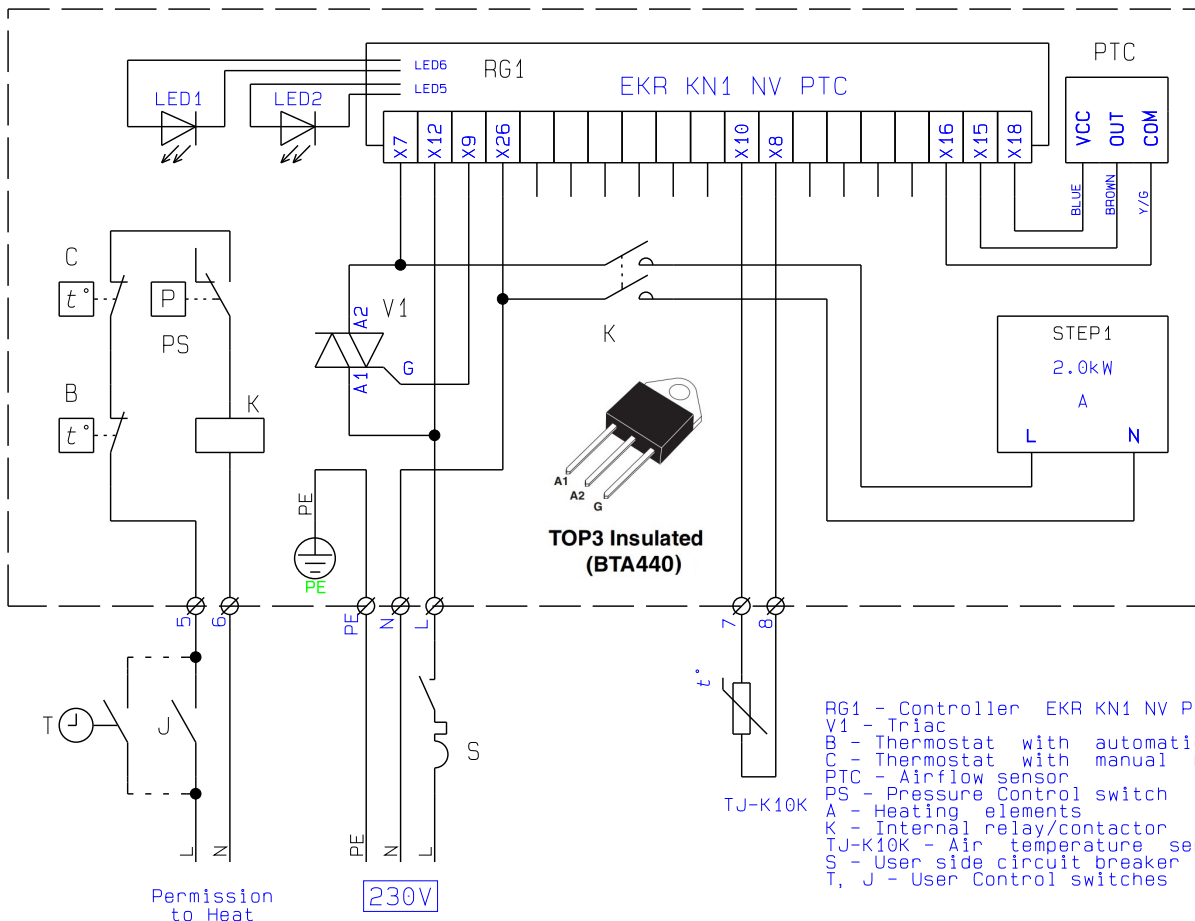 LED6
LED5
RG1
EKR KN1 NV PTC
PTC
LED1
LED2
X7 X12 X9 X26 X10 X8 X16 X15 X18
VCC OUT COM
BLUE BROWN Y/G
C
t°
P
PS
B
t°
K
V1
A2
A1
G
K
STEP1
2.0kW
A
L N
A1
A2
G
TOP3 Insulated
(BTA440)
PE
PE
5 6 PE N L 7 8
T
J
S
t°
TJ-K10K
L N PE N L
Permission
to Heat
230V
RG1 - Controller EKR KN1 NV P
V1 - Triac
B - Thermostat with automati
C - Thermostat with manual
PTC - Airflow sensor
PS - Pressure Control switch
A - Heating elements
K - Internal relay/contactor
TJ-K10K - Air temperature se
S - User side circuit breaker
T, J - User Control switches